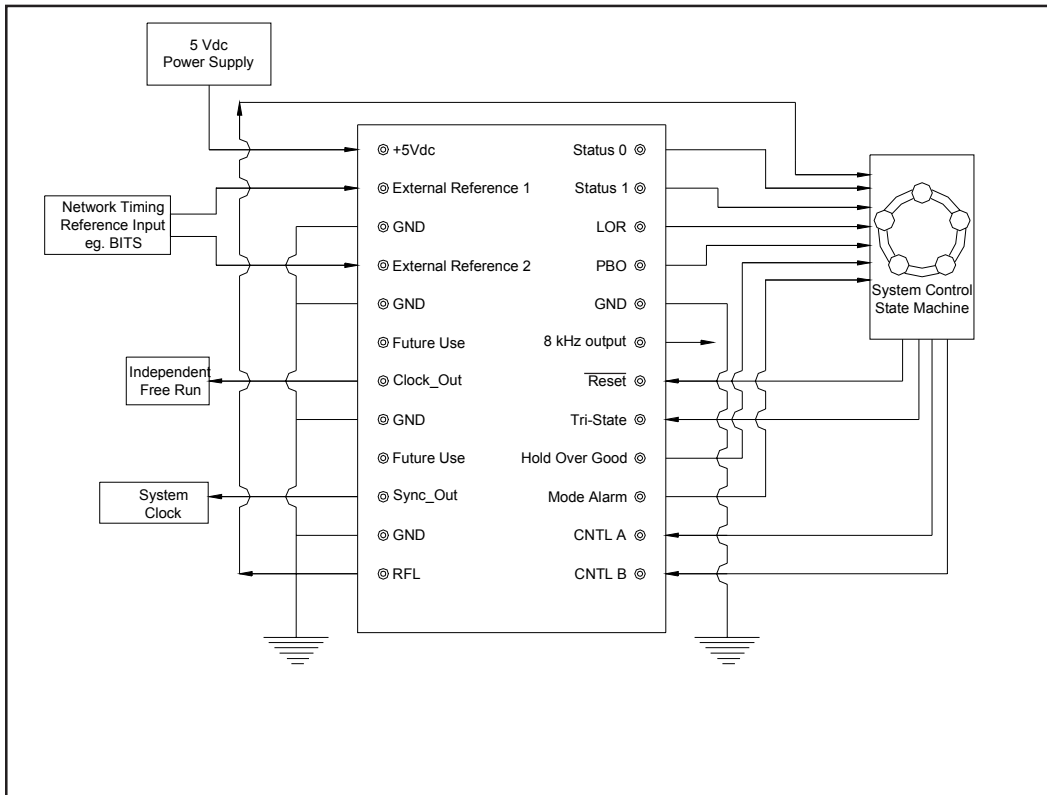 5 Vdc
Power Supply
Network Timing
Reference Input
eg. BITS
Independent
Free Run
System
Clock
+5Vdc
External Reference 1
GND
External Reference 2
GND
Future Use
Clock_Out
GND
Future Use
Sync_Out
GND
RFL
Status 0
Status 1
LOR
PBO
GND
8 kHz output
Reset
Tri-State
Hold Over Good
Mode Alarm
CNTL A
CNTL B
System Control
State Machine